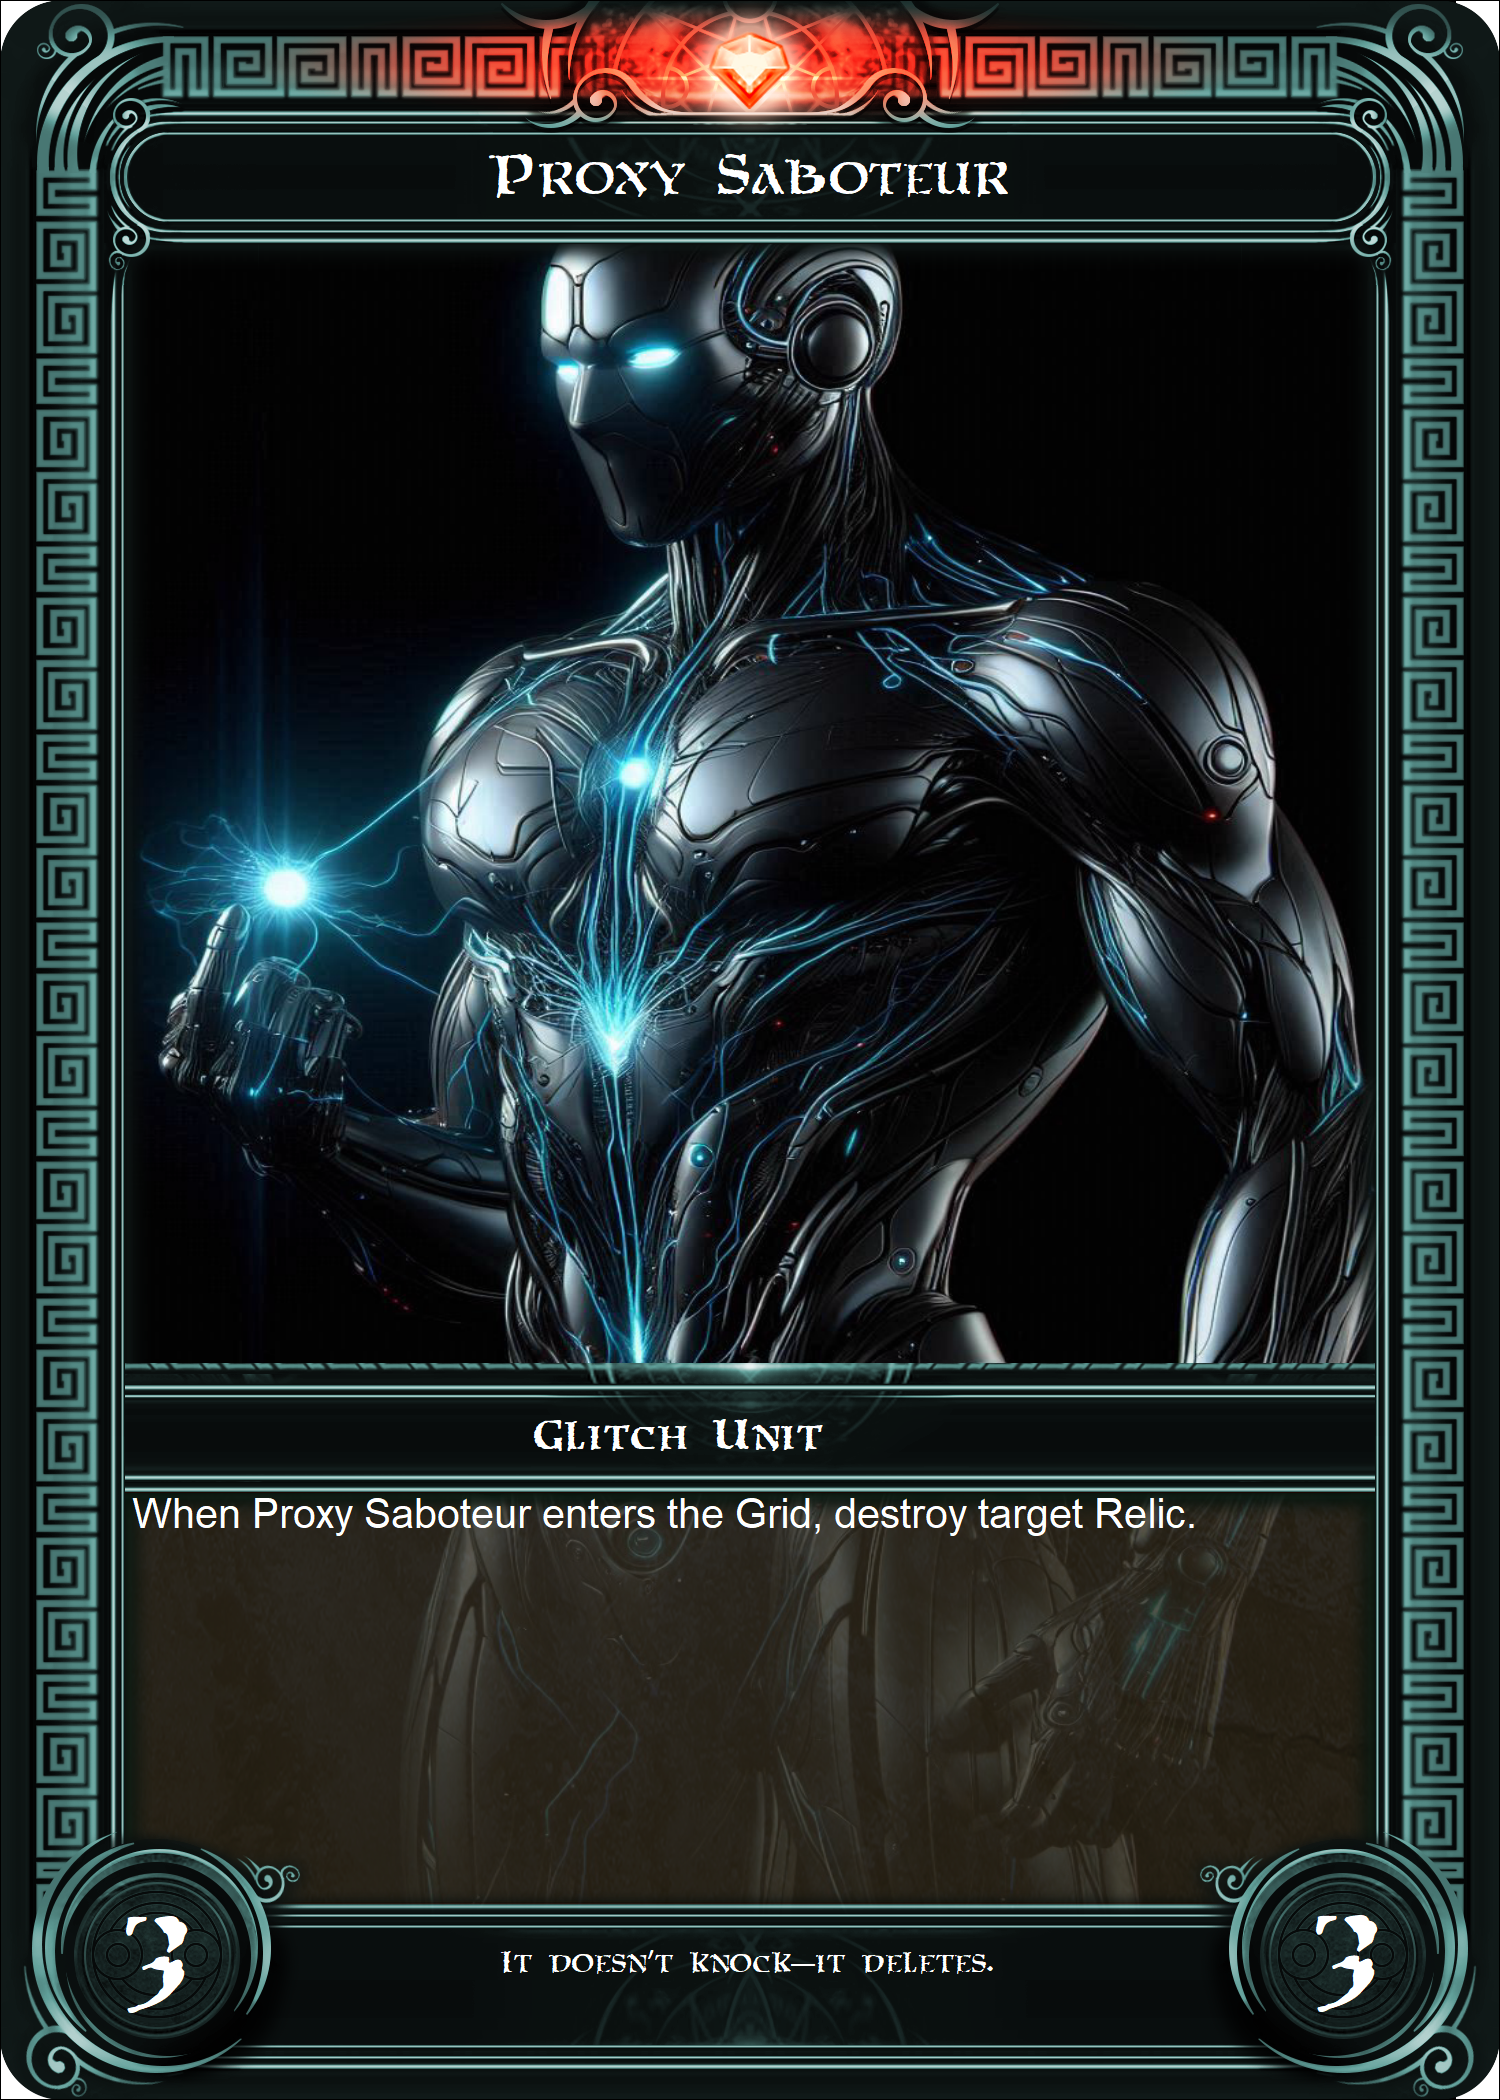 Proxy Saboteur
Glitch Unit
When Proxy Saboteur enters the Grid, destroy target Relic.
3
It doesn't knock—it deletes.
3